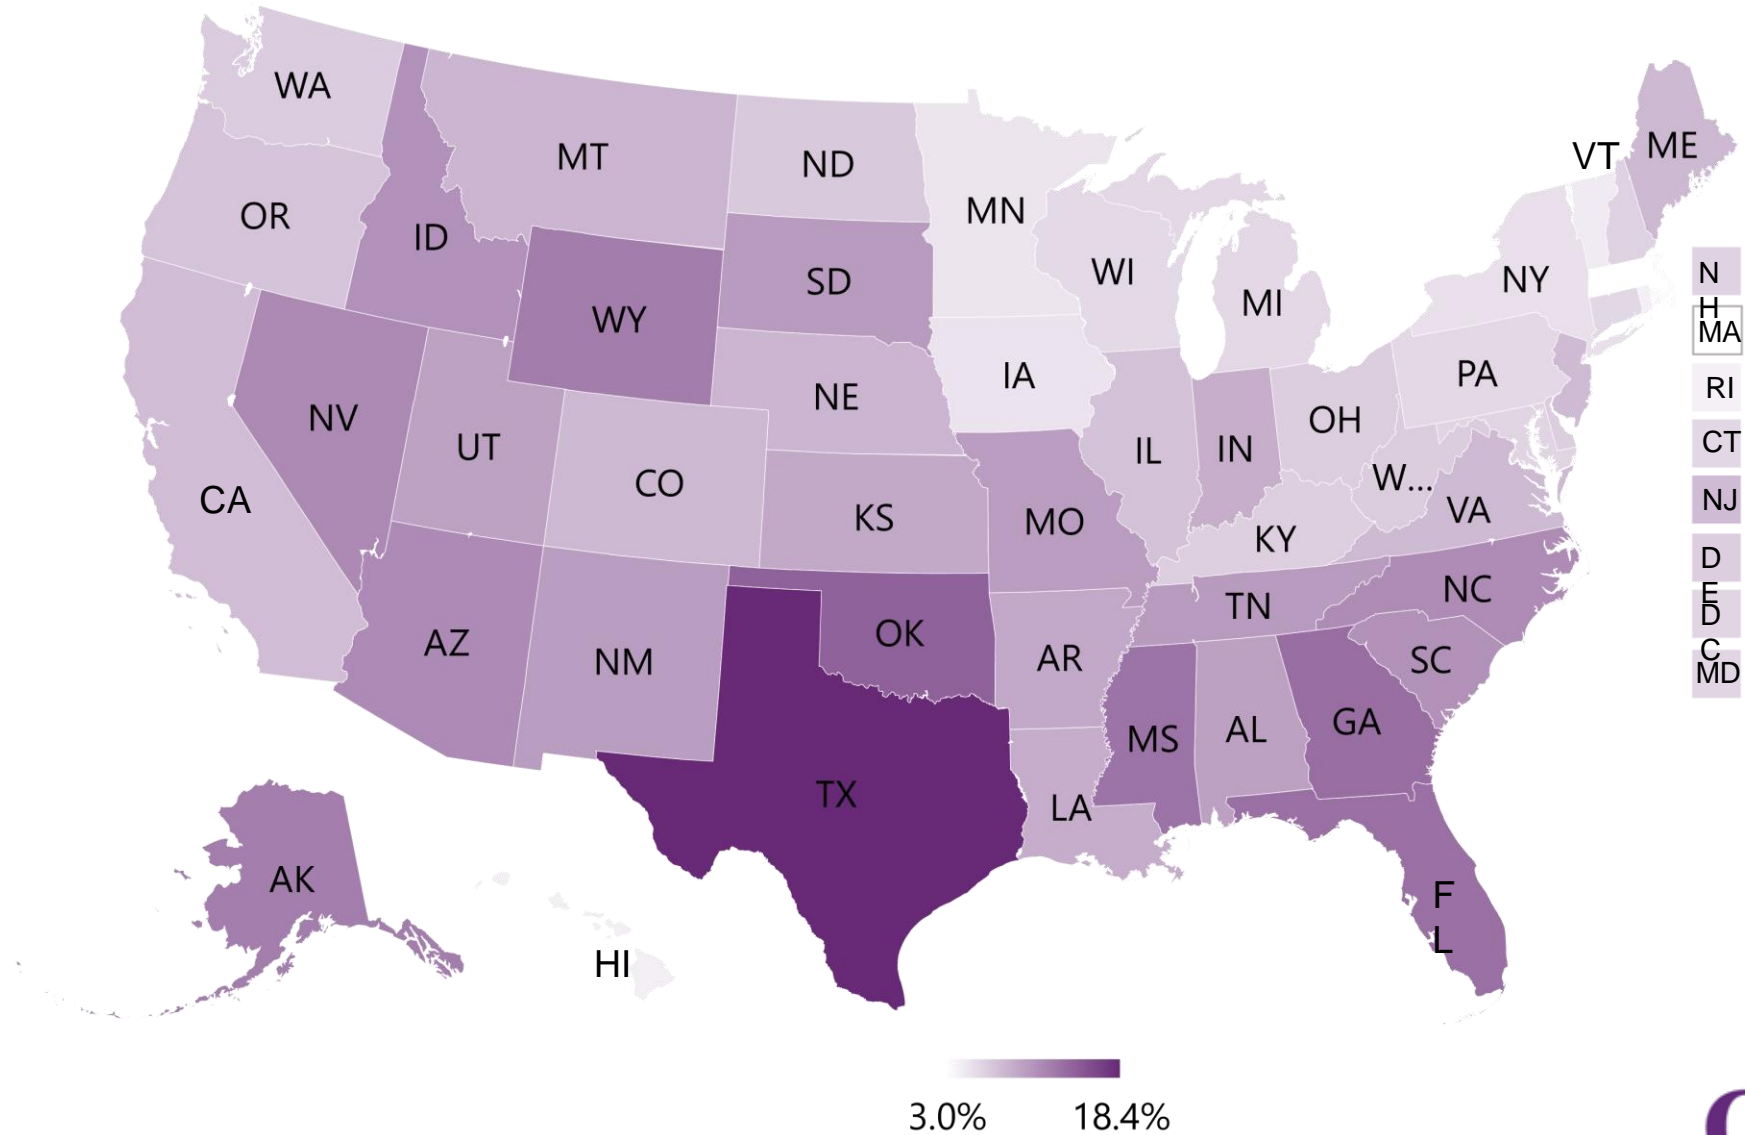 WA
MT
ND
MN
VT
ME
OR
ID
SD
WI
MI
NY
N
H
WY
MA
IA
PA
RI
NV
NE
OH
UT
CO
IL
IN
W...
CT
CA
KS
MO
KY
VA
NJ
D
E
AZ
NM
OK
AR
TN
NC
D
C
SC
MD
TX
MS
AL
GA
LA
AK
F
L
HI
3.0%
18.4%